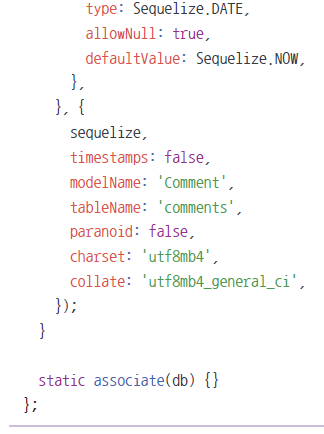 type: Sequelize.DATE,
allowNull: true,
defaultValue: Sequelize.NOW,
},
}, {
sequelize,
timestamps: false,
modelName: 'Comment',
tableName: 'comments',
paranoid: false,
charset: 'utf8mb4',
collate: 'utf8mb4_general_ci',
});
}
static associate(db) {}
};